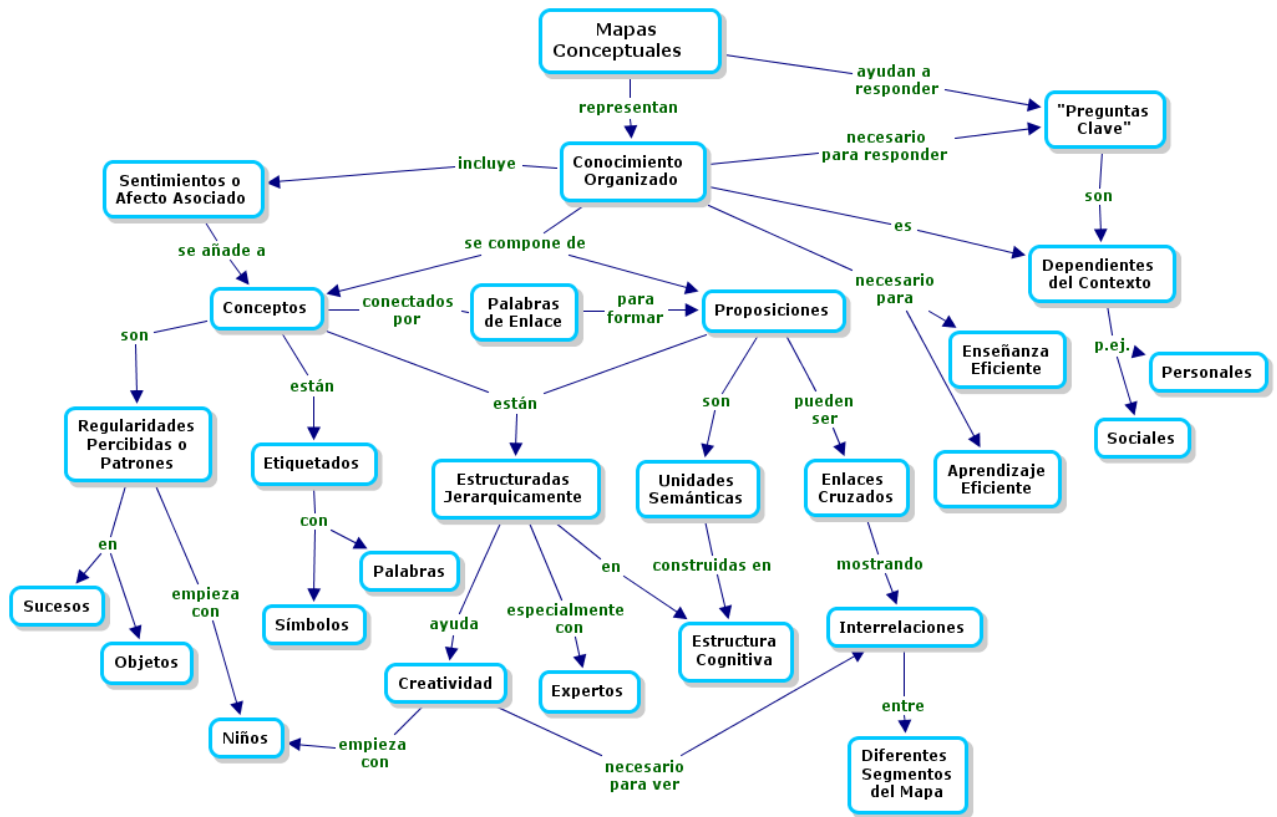 Mapas
Conceptuales
ayudan a
responder
representan
"Preguntas
Clave"
necesario
para responder
incluye
Conocimiento
Organizado
Sentimientos o
Afecto Asociado
son
es
se añade a
se compone de
Dependientes
del Contexto
necesario
para
Conceptos
conectados
por
Palabras
de Enlace
para
formar
Proposiciones
son
Enseñanza
Eficiente
p.ej.
Personales
están
están
son
pueden
ser
Regularidades
Percibidas o
Patrones
Sociales
Etiquetados
Estructuradas
Jerarquicamente
Unidades
Semánticas
Enlaces
Cruzados
Aprendizaje
Eficiente
con
en
Palabras
en
construidas en
mostrando
Sucesos
empieza
con
Símbolos
ayuda
especialmente
con
Interrelaciones
Objetos
Estructura
Cognitiva
Creatividad
Expertos
entre
Niños
empieza
con
necesario
para ver
Diferentes
Segmentos
del Mapa